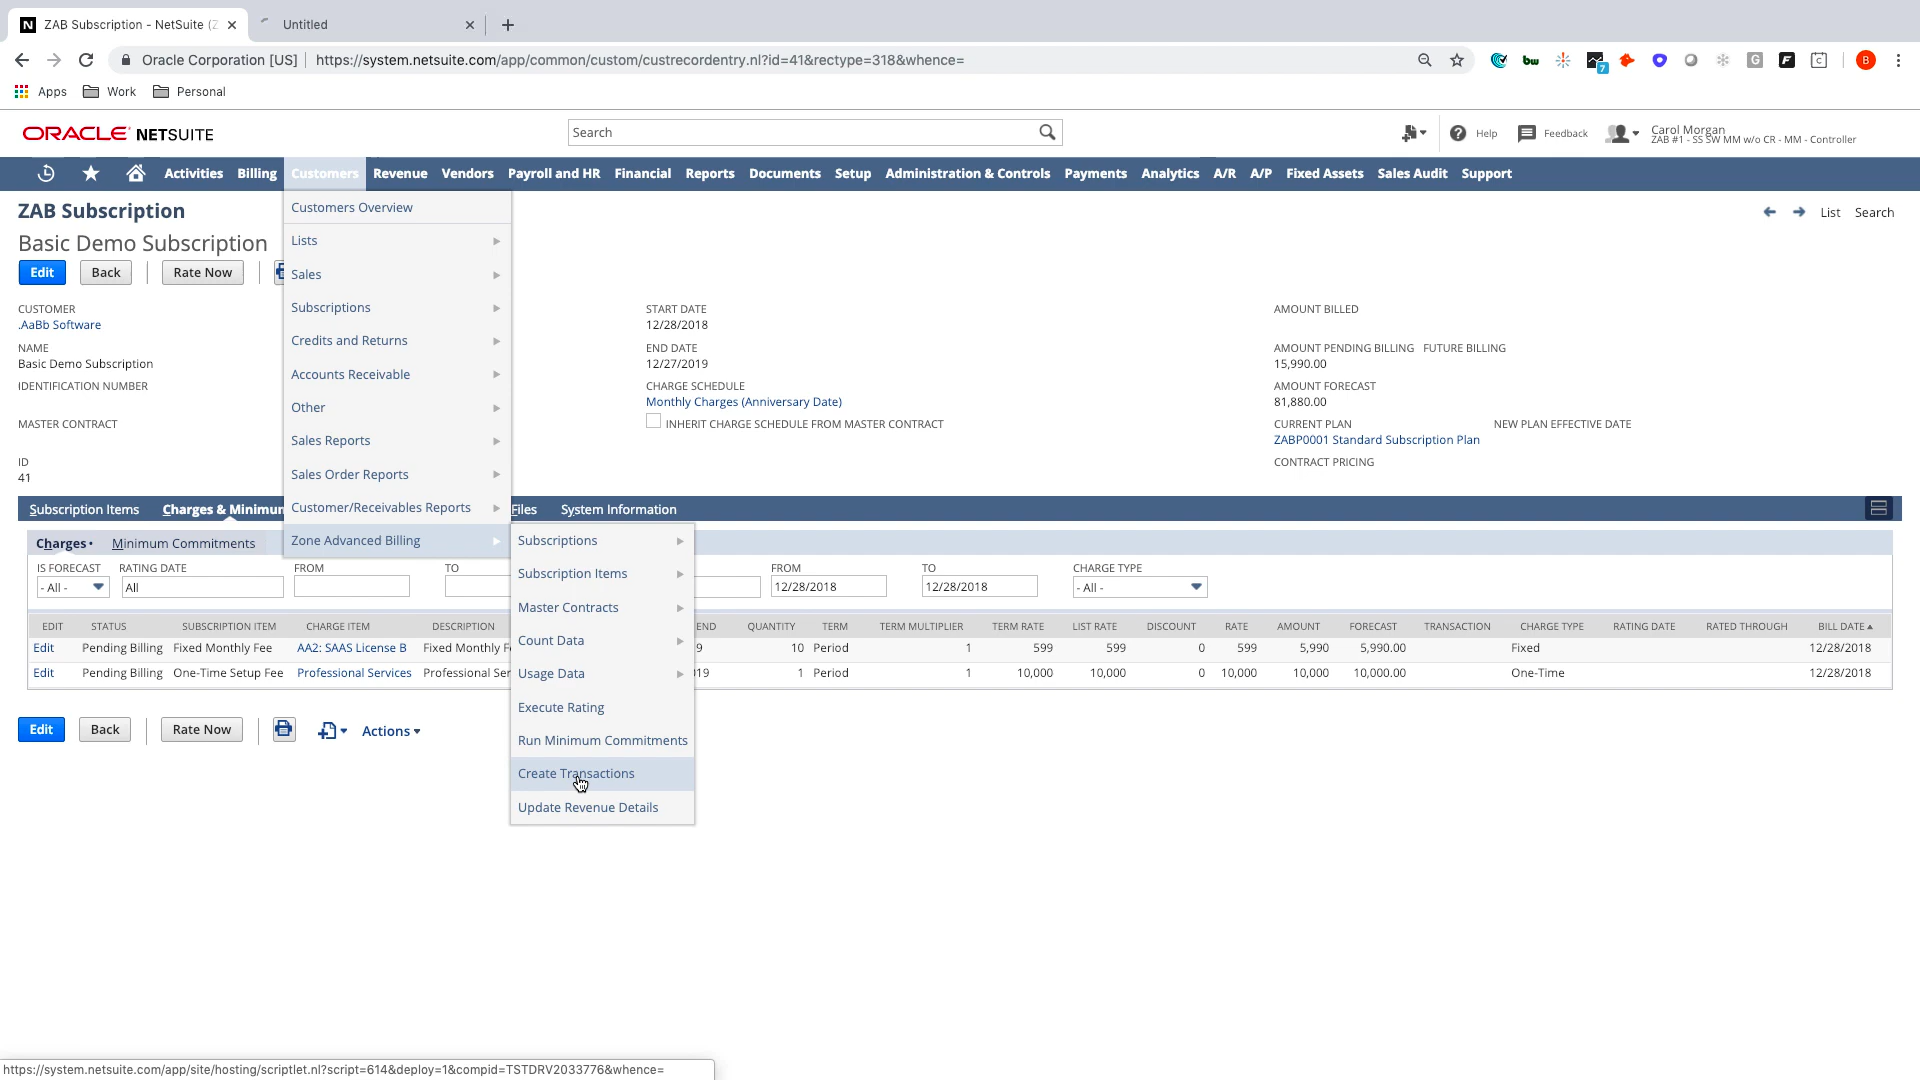 ZAB Subscription - NetSuite (Z
Untitled
Oracle Corporation [US] | https://system.netsuite.com/app/common/custom/custrecordentry.nl?id=41&rectype=318&whence=
bw 7 G F C B
Apps Work Personal
ORACLE NETSUITE
Search
Help
Feedback
Carol Morgan
ZAB #1 - SS SW MM w/o CR - MM - Controller
Activities Billing Customers Revenue Vendors Payroll and HR Financial Reports Documents Setup Administration & Controls Payments Analytics A/R A/P Fixed Assets Sales Audit Support
ZAB Subscription
List Search
Basic Demo Subscription
Edit Back Rate Now
CUSTOMER
.AaBb Software
NAME
Basic Demo Subscription
IDENTIFICATION NUMBER
MASTER CONTRACT
ID
41
Customers Overview
Lists
Sales
Subscriptions
Credits and Returns
Accounts Receivable
Other
Sales Reports
Sales Order Reports
Customer/Receivables Reports
Zone Advanced Billing
START DATE
12/28/2018
END DATE
12/27/2019
CHARGE SCHEDULE
Monthly Charges (Anniversary Date)
INHERIT CHARGE SCHEDULE FROM MASTER CONTRACT
AMOUNT BILLED
AMOUNT PENDING BILLING FUTURE BILLING
15,990.00
AMOUNT FORECAST
81,880.00
CURRENT PLAN NEW PLAN EFFECTIVE DATE
ZABP0001 Standard Subscription Plan
CONTRACT PRICING
Subscription Items Charges & Minimum Files System Information
Charges • Minimum Commitments
Subscriptions
Subscription Items
Master Contracts
Count Data
Usage Data
Execute Rating
Run Minimum Commitments
Create Transactions
Update Revenue Details
IS FORECAST RATING DATE FROM TO FROM TO CHARGE TYPE
- All - All 12/28/2018 12/28/2018 - All -
EDIT STATUS SUBSCRIPTION ITEM CHARGE ITEM DESCRIPTION END QUANTITY TERM TERM MULTIPLIER TERM RATE LIST RATE DISCOUNT RATE AMOUNT FORECAST TRANSACTION CHARGE TYPE RATING DATE RATED THROUGH BILL DATE
Edit Pending Billing Fixed Monthly Fee AA2: SAAS License B Fixed Monthly F 9 10 Period 1 599 599 0 599 5,990 5,990.00 Fixed 12/28/2018
Edit Pending Billing One-Time Setup Fee Professional Services Professional Ser 019 1 Period 1 10,000 10,000 0 10,000 10,000 10,000.00 One-Time 12/28/2018
Edit Back Rate Now Actions
https://system.netsuite.com/app/site/hosting/scriptlet.nl?script=614&deploy=1&compid=TSTDRV2033776&whence=